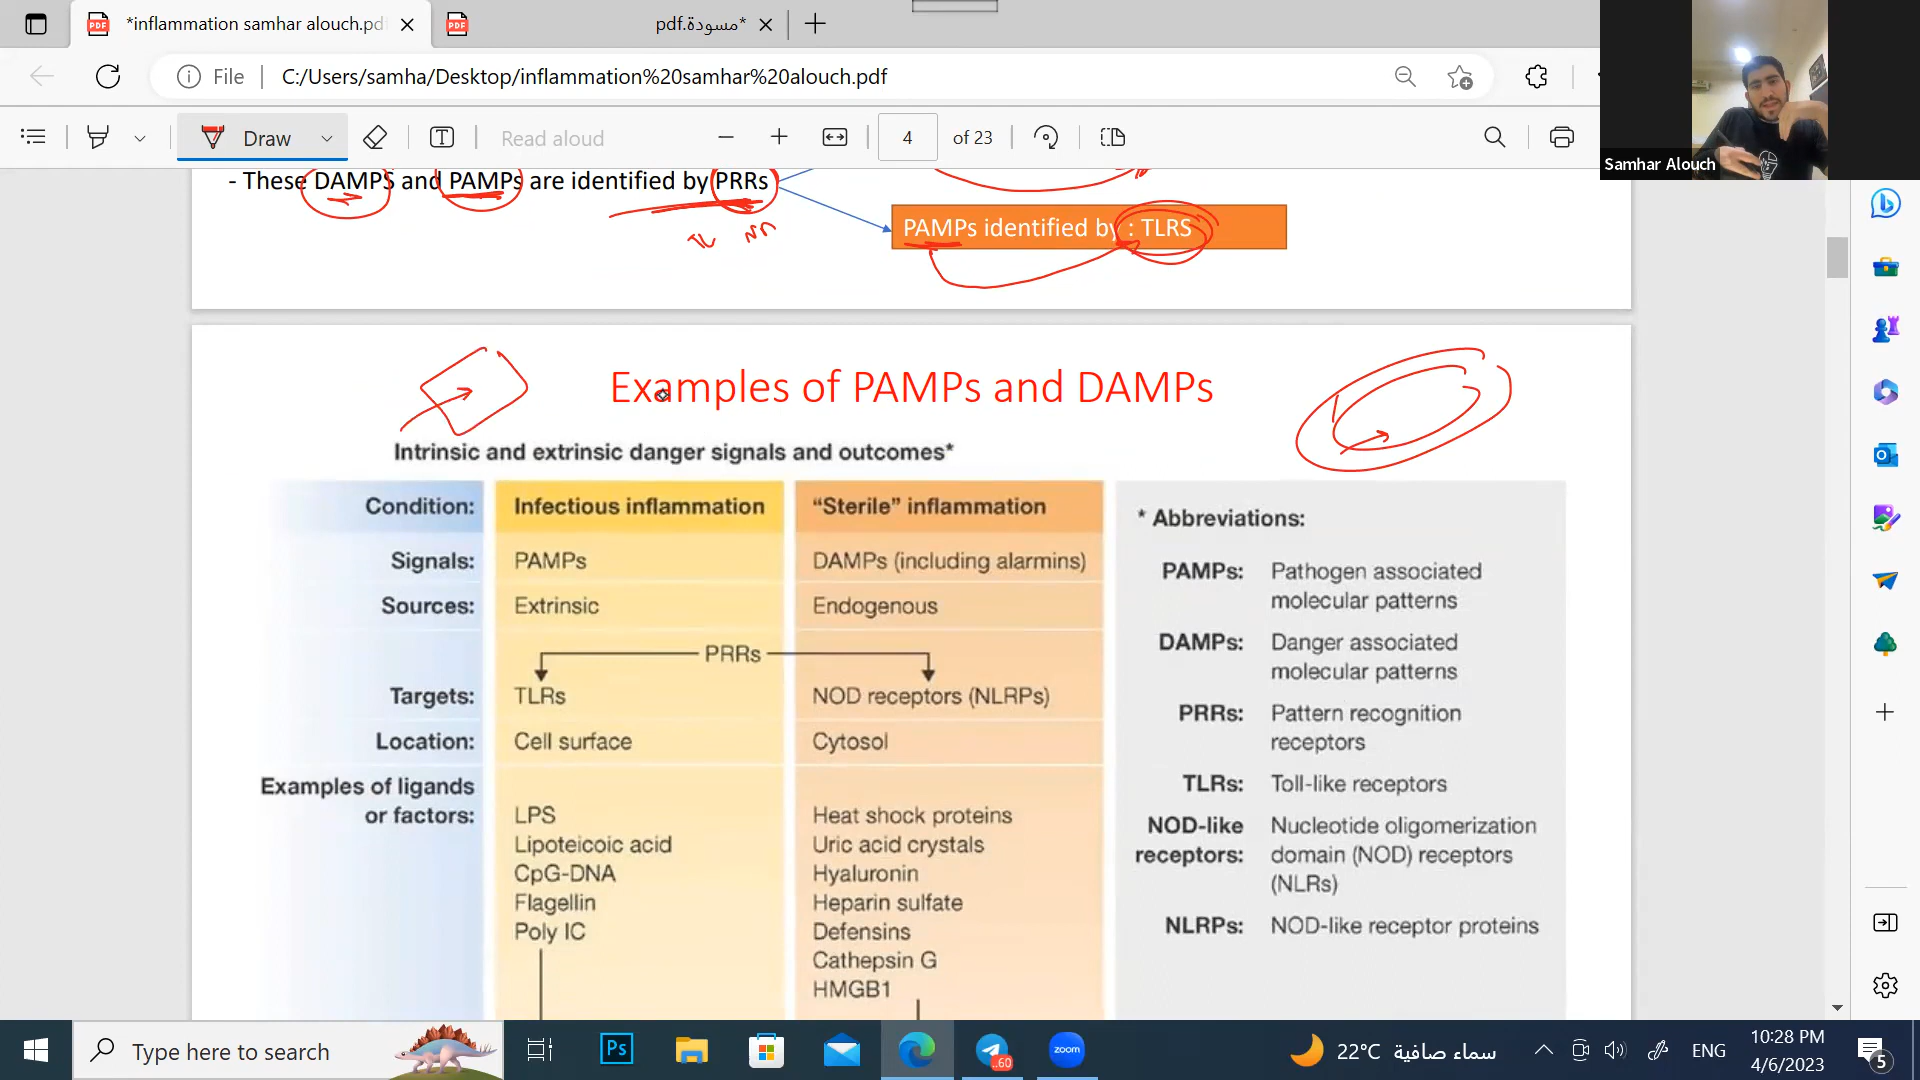 *inflammation samhar alouch.pdf
*مسودة.pdf
File
C:/Users/samha/Desktop/inflammation%20samhar%20alouch.pdf
Draw
Read aloud
4
of 23
Samhar Alouch
- These DAMPS and PAMPs are identified by PRRs
PAMPs identified by : TLRS
Examples of PAMPs and DAMPs
Intrinsic and extrinsic danger signals and outcomes*
Condition: Infectious inflammation "Sterile" inflammation
Signals: PAMPs DAMPs (including alarmins)
Sources: Extrinsic Endogenous
PRRs
Targets: TLRs NOD receptors (NLRPs)
Location: Cell surface Cytosol
Examples of ligands
or factors: LPS Heat shock proteins
Lipoteicoic acid Uric acid crystals
CpG-DNA Hyaluronin
Flagellin Heparin sulfate
Poly IC Defensins
Cathepsin G
HMGB1
* Abbreviations:
PAMPs: Pathogen associated
molecular patterns
DAMPs: Danger associated
molecular patterns
PRRs: Pattern recognition
receptors
TLRs: Toll-like receptors
NOD-like Nucleotide oligomerization
receptors: domain (NOD) receptors
(NLRs)
NLRPs: NOD-like receptor proteins
Type here to search
Ps
..60
zoom
22°C سماء صافية
ENG
10:28 PM
4/6/2023
5